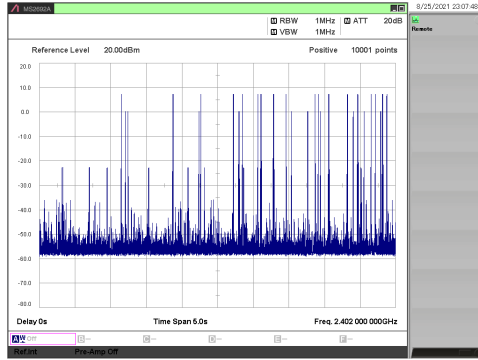 MS2692A
8/25/2021 23:07:48
RBW 1MHz ATT 20dB
VBW 1MHz
Remote
Reference Level 20.00dBm Positive 10001 points
20.0
10.0
0.0
-10.0
-20.0
-30.0
-40.0
-50.0
-60.0
-70.0
-80.0
Delay 0s Time Span 5.0s Freq. 2.402 000 000GHz
A W Off B -- C -- D -- E -- F --
Ref.Int Pre-Amp Off